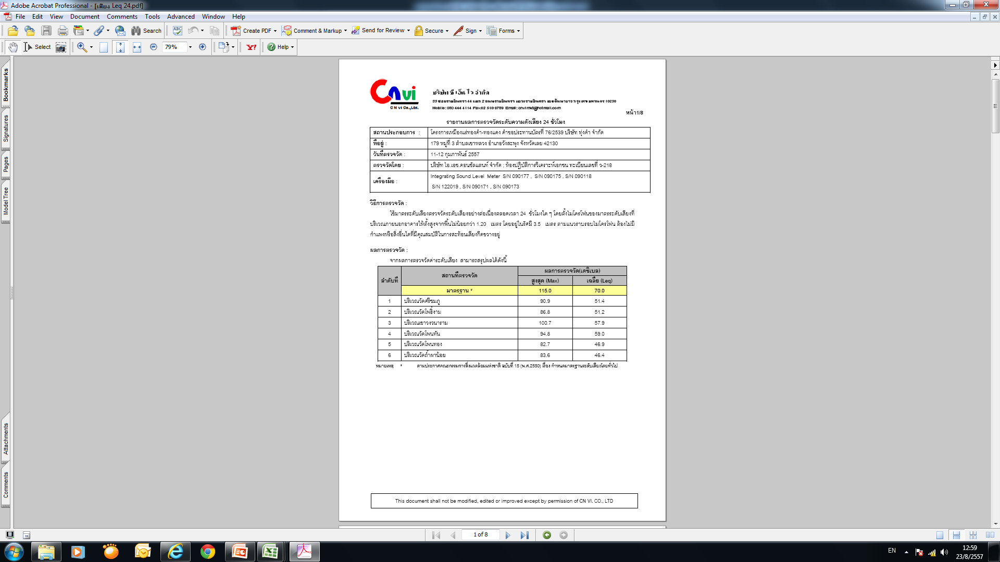 Adobe Acrobat Professional - [เสียง Leq 24.pdf]
File Edit View Document Comments Tools Advanced Window Help
Search Create PDF Comment & Markup Send for Review Secure Sign Forms
Select 79% Help
Bookmarks
Signatures
Pages
Model Tree
Attachments
Comments
Cnvi
C N vi Co.,Ltd.
บริษัท ซี เอ็น ไว จำกัด
33 ซอยรามอินทรา 44 แยก 2 ถนนรามอินทรา แขวงรามอินทรา เขตคันนายาว กรุงเทพมหานคร 10230
Mobile: 080 444 4114 Fax:02 510 9789 Email: cnvimkt@hotmail.com
หน้า1/8
รายงานผลการตรวจวัดระดับความดังเสียง 24 ชั่วโมง
สถานประกอบการ : โครงการเหมืองแร่ทองคำ-ทองแดง คำขอประทานบัตรที่ 76/2539 บริษัท ทุ่งคำ จำกัด
ที่อยู่ : 179 หมู่ที่ 3 ตำบลเขาหลวง อำเภอวังสะพุง จังหวัดเลย 42130
วันที่ตรวจวัด : 11-12 กุมภาพันธ์ 2557
ตรวจวัดโดย : บริษัท ไอ.เอช.คอนซัลแตนท์ จำกัด ; ห้องปฏิบัติการวิเคราะห์เอกชน ทะเบียนเลขที่ ว-218
เครื่องมือ : Integrating Sound Level Meter S/N 090177 , S/N 090175 , S/N 090118
S/N 122019 , S/N 090171 , S/N 090173
วิธีการตรวจวัด :
ใช้มาตรระดับเสียงตรวจวัดระดับเสียงอย่างต่อเนื่องตลอดเวลา 24 ชั่วโมงใด ๆ โดยตั้งไมโครโฟนของมาตรระดับเสียงที่
บริเวณภายนอกอาคารให้ตั้งสูงจากพื้นไม่น้อยกว่า 1.20 เมตร โดยอยู่ในรัศมี 3.5 เมตร ตามแนวราบรอบไมโครโฟน ต้องไม่มี
กำแพงหรือสิ่งอื่นใดที่มีคุณสมบัติในการสะท้อนเสียงกีดขวางอยู่
ผลการตรวจวัด :
จากผลการตรวจวัดค่าระดับเสียง สามารถสรุปผลได้ดังนี้
ลำดับที่ สถานที่ตรวจวัด ผลการตรวจวัด(เดซิเบล)
สูงสุด (Max) เฉลี่ย (Leq)
มาตรฐาน * 115.0 70.0
1 บริเวณวัดศรีชมภู 90.9 51.4
2 บริเวณวัดโพธิ์งาม 86.8 51.2
3 บริเวณเขาวงวนาราม 100.7 57.9
4 บริเวณวัดโพนทัน 94.8 59.0
5 บริเวณวัดโพนทอง 82.7 46.9
6 บริเวณวัดถ้ำผาน้อย 83.6 46.4
หมายเหตุ * ตามประกาศคณะกรรมการสิ่งแวดล้อมแห่งชาติ ฉบับที่ 15 (พ.ศ.2550) เรื่อง กำหนดมาตรฐานระดับเสียงโดยทั่วไป
This document shall not be modified, edited or improved except by permission of CN VI. CO., LTD
1 of 8
EN
12:59
23/8/2557